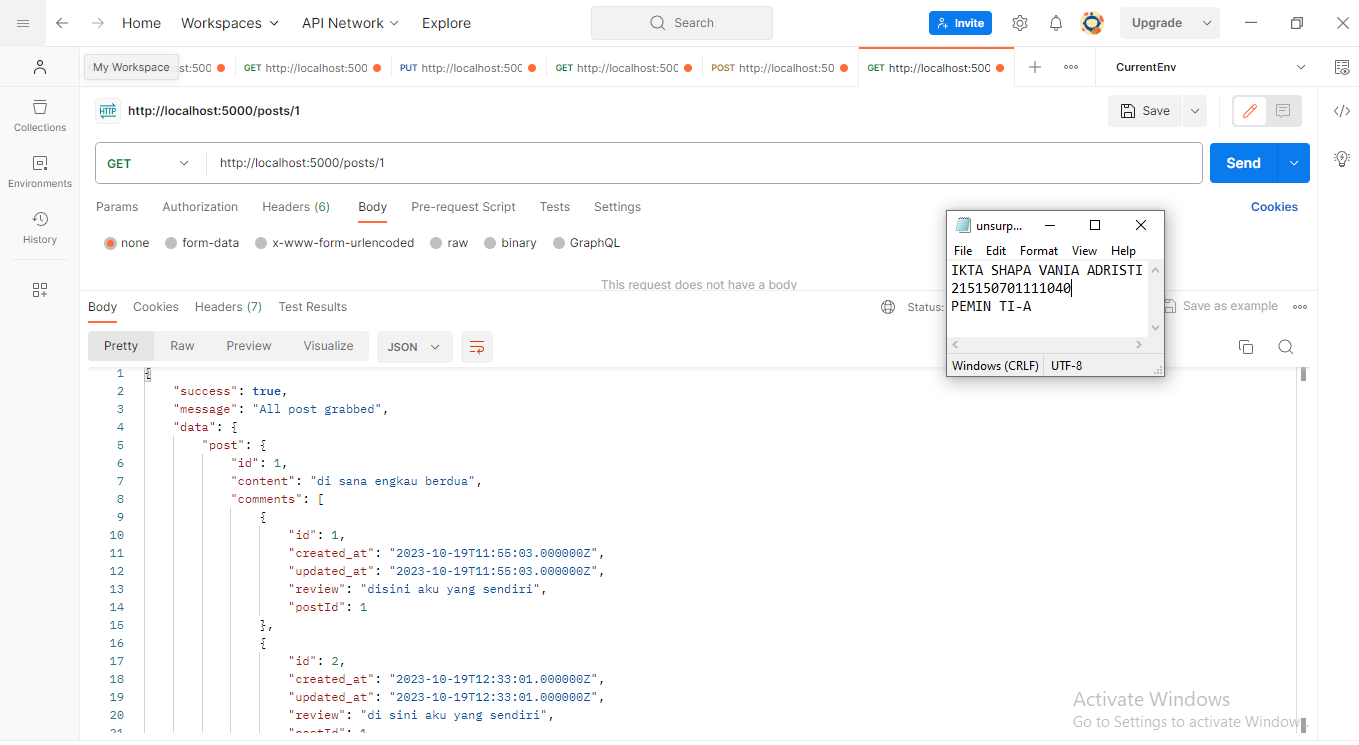 Home Workspaces API Network Explore Search Invite Upgrade
My Workspace st:500 GET http://localhost:500 PUT http://localhost:500 GET http://localhost:500 POST http://localhost:50 GET http://localhost:500 CurrentEnv
HTTP http://localhost:5000/posts/1 Save
Collections
Environments
History
GET http://localhost:5000/posts/1 Send
Params Authorization Headers (6) Body Pre-request Script Tests Settings Cookies
none form-data x-www-form-urlencoded raw binary GraphQL
This request does not have a body
unsurp...
File Edit Format View Help
IKTA SHAPA VANIA ADRISTI
215150701111040
PEMIN TI-A
Windows (CRLF) UTF-8
Body Cookies Headers (7) Test Results Status: Save as example
Pretty Raw Preview Visualize JSON
1 {
2 "success": true,
3 "message": "All post grabbed",
4 "data": {
5 "post": {
6 "id": 1,
7 "content": "di sana engkau berdua",
8 "comments": [
9 {
10 "id": 1,
11 "created_at": "2023-10-19T11:55:03.000000Z",
12 "updated_at": "2023-10-19T11:55:03.000000Z",
13 "review": "disini aku yang sendiri",
14 "postId": 1
15 },
16 {
17 "id": 2,
18 "created_at": "2023-10-19T12:33:01.000000Z",
19 "updated_at": "2023-10-19T12:33:01.000000Z",
20 "review": "di sini aku yang sendiri",
21 "postId": 1
Activate Windows
Go to Settings to activate Windows.